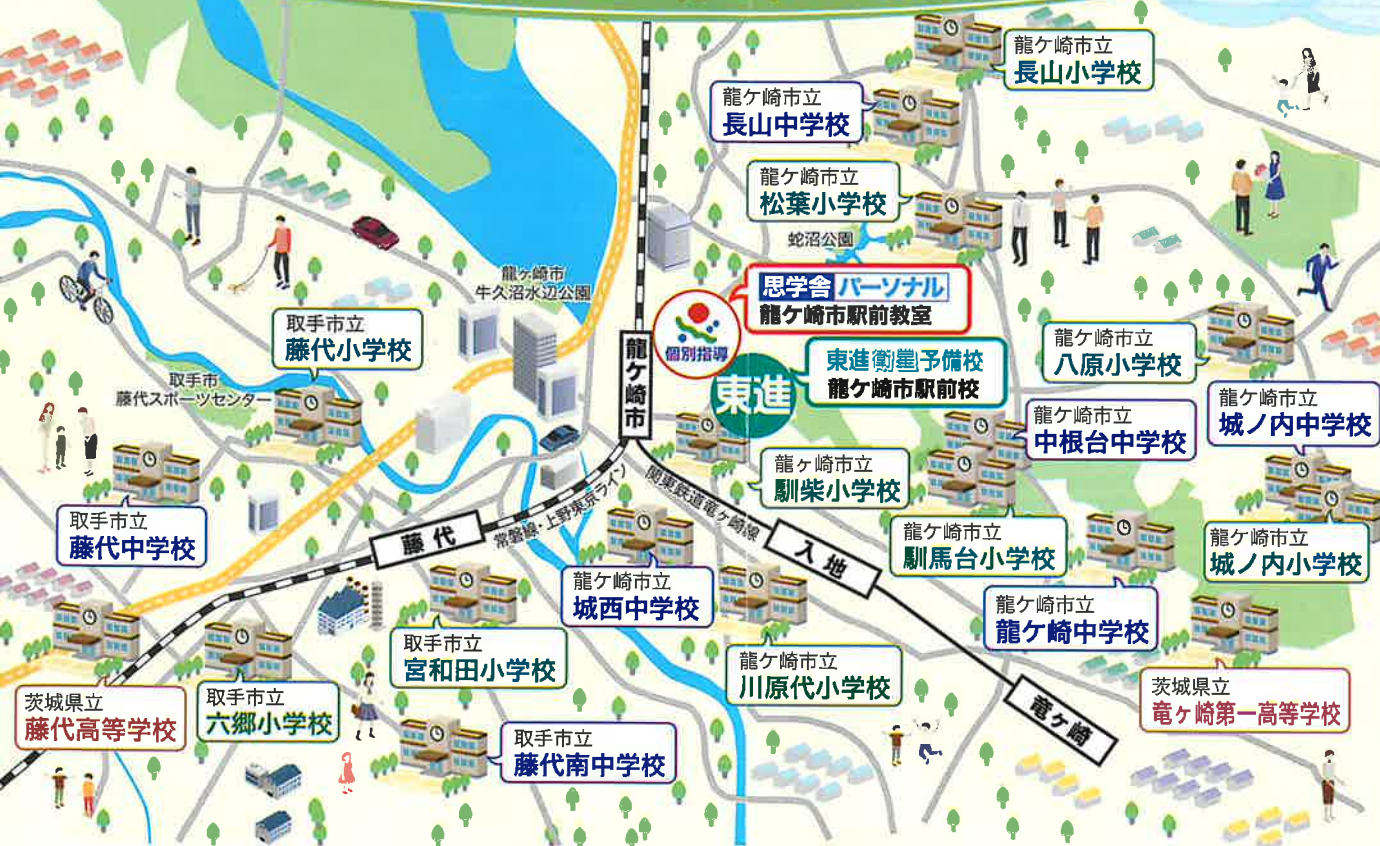 龍ケ崎市立
長山小学校
龍ケ崎市立
長山中学校
龍ケ崎市立
松葉小学校
蛇沼公園
龍ヶ崎市
牛久沼水辺公園
思学舎 パーソナル
龍ケ崎市駅前教室
個別指導
東進
東進衛星予備校
龍ケ崎市駅前校
龍ケ崎市
取手市立
藤代小学校
取手市
藤代スポーツセンター
龍ケ崎市立
八原小学校
龍ケ崎市立
城ノ内中学校
龍ケ崎市立
中根台中学校
龍ヶ崎市立
馴柴小学校
取手市立
藤代中学校
藤代
常磐線・上野東京ライン
関東鉄道竜ヶ崎線
入地
龍ケ崎市立
馴馬台小学校
龍ケ崎市立
城ノ内小学校
龍ケ崎市立
城西中学校
龍ケ崎市立
龍ケ崎中学校
取手市立
宮和田小学校
龍ケ崎市立
川原代小学校
茨城県立
藤代高等学校
取手市立
六郷小学校
茨城県立
竜ヶ崎第一高等学校
竜ヶ崎
取手市立
藤代南中学校